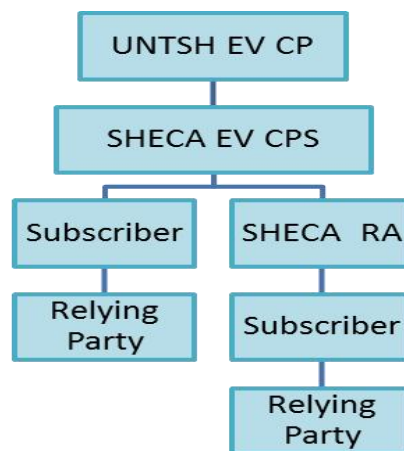 UNTSH EV CP
SHECA EV CPS
Subscriber
SHECA RA
Relying
Party
Subscriber
Relying
Party